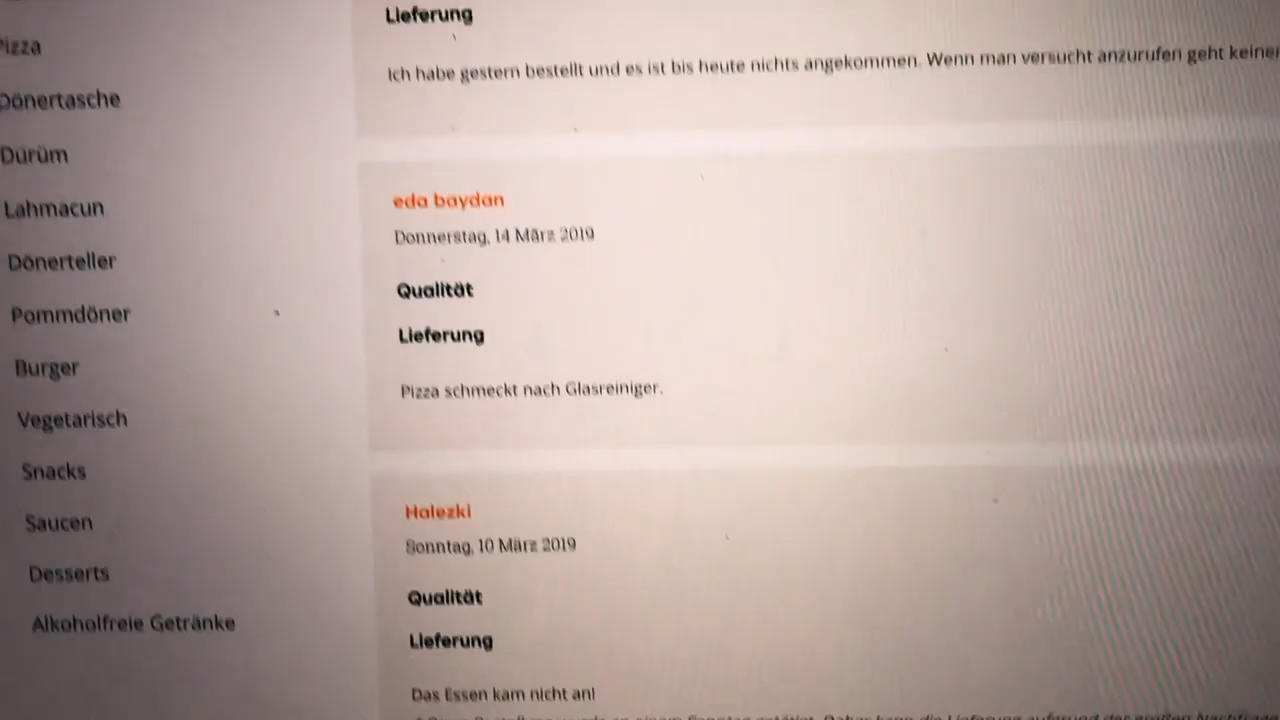 Pizza
Dönertasche
Dürüm
Lahmacun
Dönerteller
Pommdöner
Burger
Vegetarisch
Snacks
Saucen
Desserts
Alkoholfreie Getränke
Lieferung
Ich habe gestern bestellt und es ist bis heute nichts angekommen. Wenn man versucht anzurufen geht keiner
eda baydan
Donnerstag, 14 März 2019
Qualität
Lieferung
Pizza schmeckt nach Glasreiniger.
Halezki
Sonntag, 10 März 2019
Qualität
Lieferung
Das Essen kam nicht an!